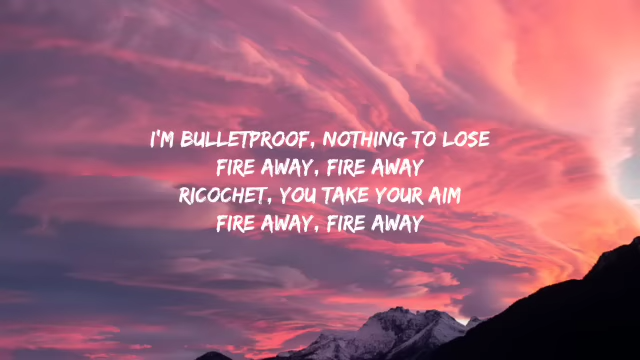 I'M BULLETPROOF, NOTHING TO LOSE
FIRE AWAY, FIRE AWAY
RICOCHET, YOU TAKE YOUR AIM
FIRE AWAY, FIRE AWAY